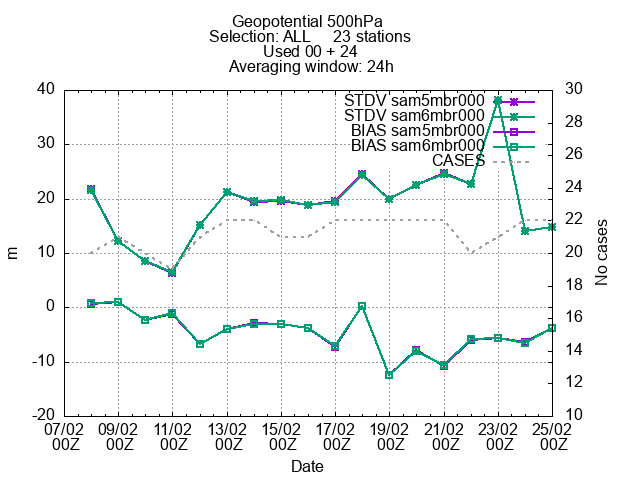 Geopotential 500hPa
Selection: ALL     23 stations
Used 00 + 24
Averaging window: 24h
STDV sam5mbr000
STDV sam6mbr000
BIAS sam5mbr000
BIAS sam6mbr000
CASES
40
30
20
10
0
-10
-20
m
30
28
26
24
22
20
18
16
14
12
10
No cases
07/02 09/02 11/02 13/02 15/02 17/02 19/02 21/02 23/02 25/02
00Z 00Z 00Z 00Z 00Z 00Z 00Z 00Z 00Z 00Z
Date